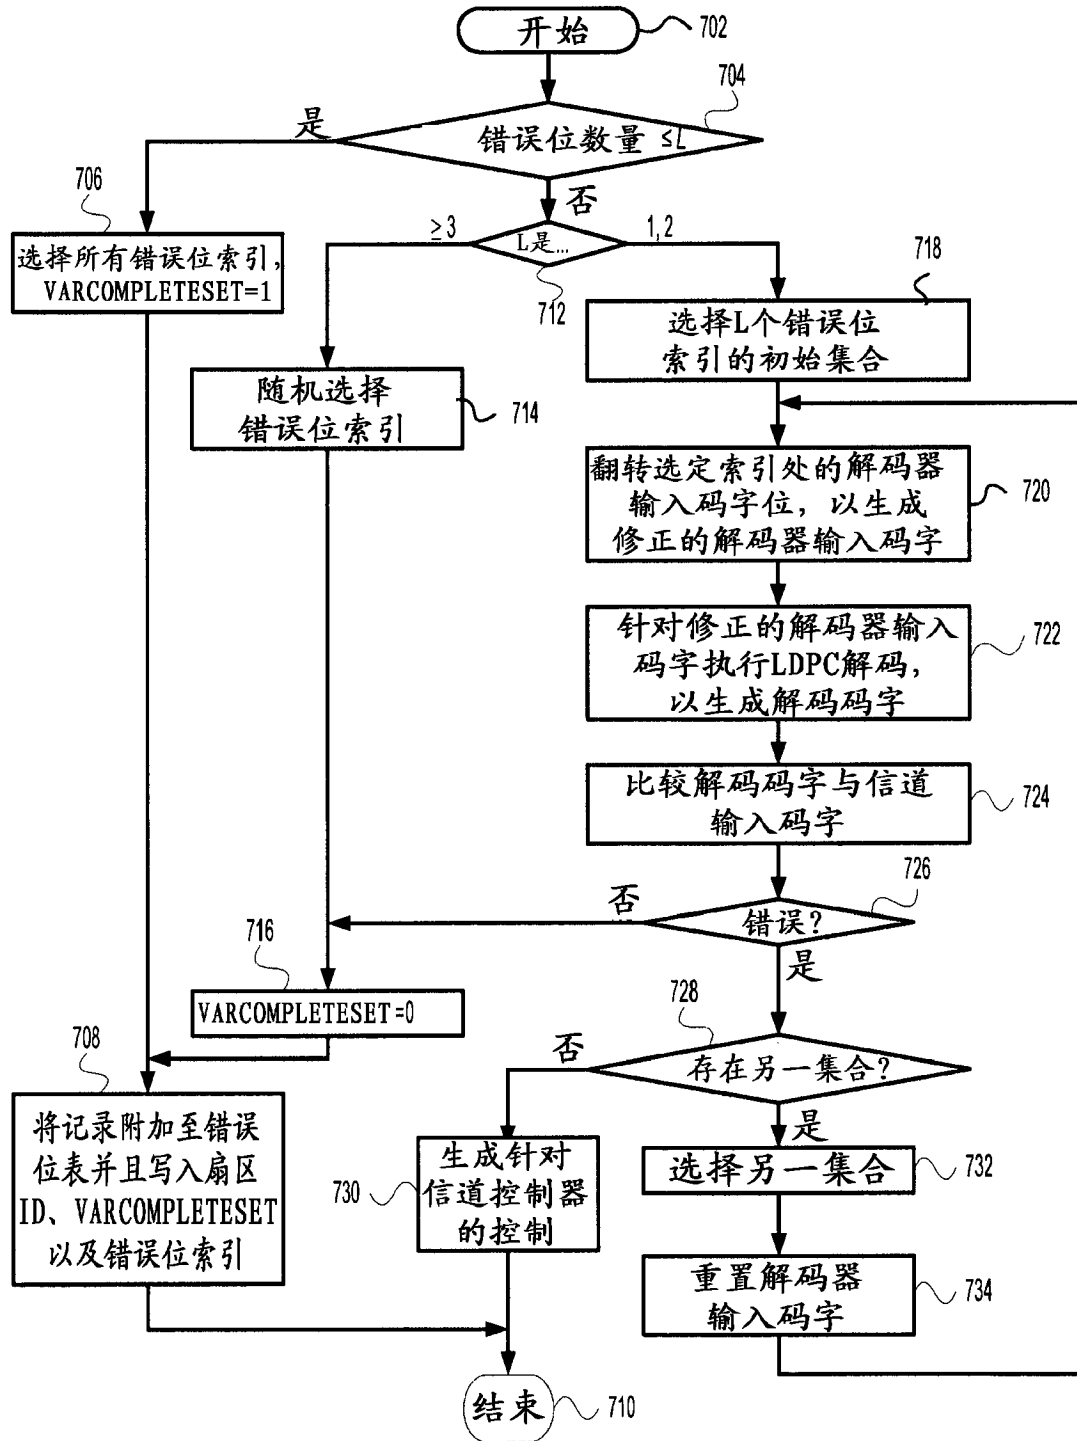 开始
702
704
错误位数量 ≤L
是
否
706
选择所有错误位索引,
VARCOMPLETESET=1
≥3
L是...
1,2
712
718
选择L个错误位
索引的初始集合
随机选择
错误位索引
714
翻转选定索引处的解码器
输入码字位，以生成
修正的解码器输入码字
720
针对修正的解码器输入
码字执行LDPC解码，
以生成解码码字
722
比较解码码字与信道
输入码字
724
726
错误?
否
是
716
VARCOMPLETESET=0
728
存在另一集合?
否
是
708
将记录附加至错误
位表并且写入扇区
ID、VARCOMPLETESET
以及错误位索引
730
生成针对
信道控制器
的控制
选择另一集合
732
重置解码器
输入码字
734
结束
710